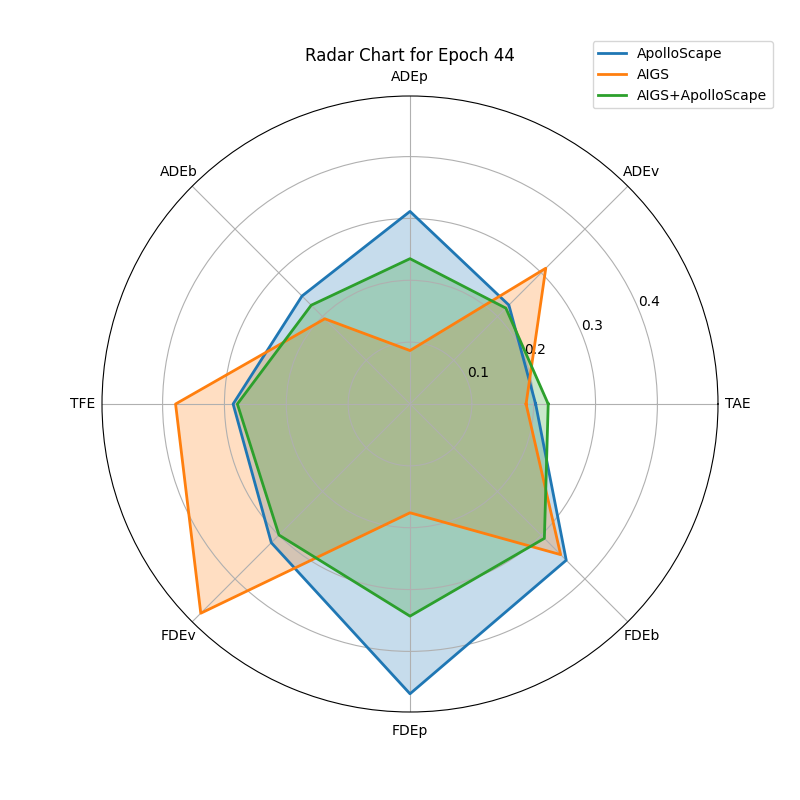 Radar Chart for Epoch 44
ApolloScape
AIGS
AIGS+ApolloScape
ADEp
ADEb
ADEv
0.4
0.3
0.2
0.1
TFE
TAE
FDEv
FDEb
FDEp